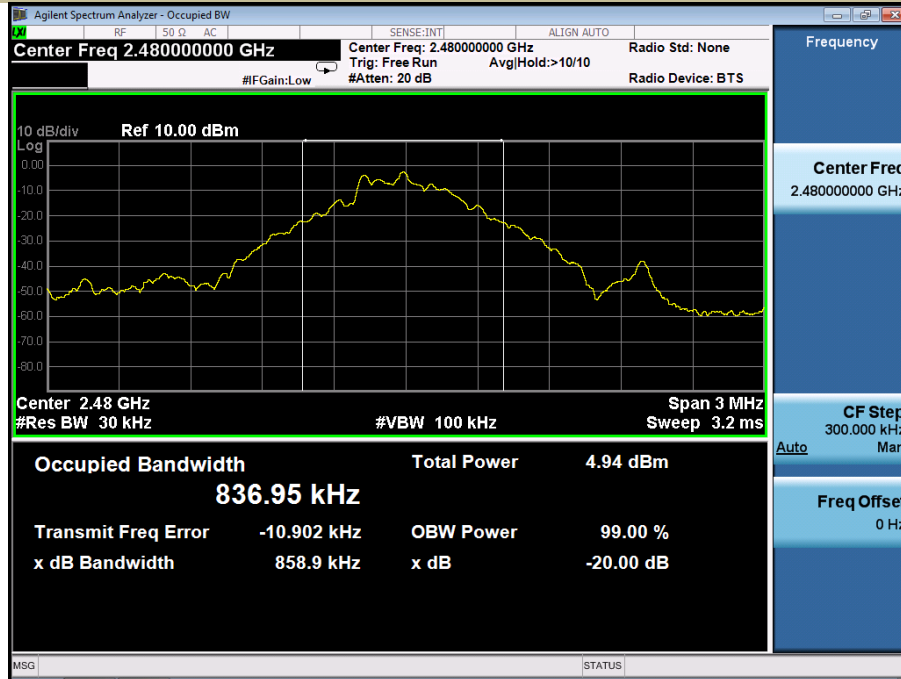 Agilent Spectrum Analyzer - Occupied BW
LXI RF 50 Ω AC SENSE:INT ALIGN AUTO
Center Freq 2.480000000 GHz
Center Freq: 2.480000000 GHz Radio Std: None
Trig: Free Run Avg|Hold:>10/10
#IFGain:Low #Atten: 20 dB Radio Device: BTS
10 dB/div Ref 10.00 dBm
Log
0.00
-10.0
-20.0
-30.0
-40.0
-50.0
-60.0
-70.0
-80.0
Center 2.48 GHz Span 3 MHz
#Res BW 30 kHz #VBW 100 kHz Sweep 3.2 ms
Occupied Bandwidth Total Power 4.94 dBm
836.95 kHz
Transmit Freq Error -10.902 kHz OBW Power 99.00 %
x dB Bandwidth 858.9 kHz x dB -20.00 dB
MSG STATUS
Frequency
Center Freq
2.480000000 GHz
CF Step
300.000 kHz
Auto Man
Freq Offset
0 Hz